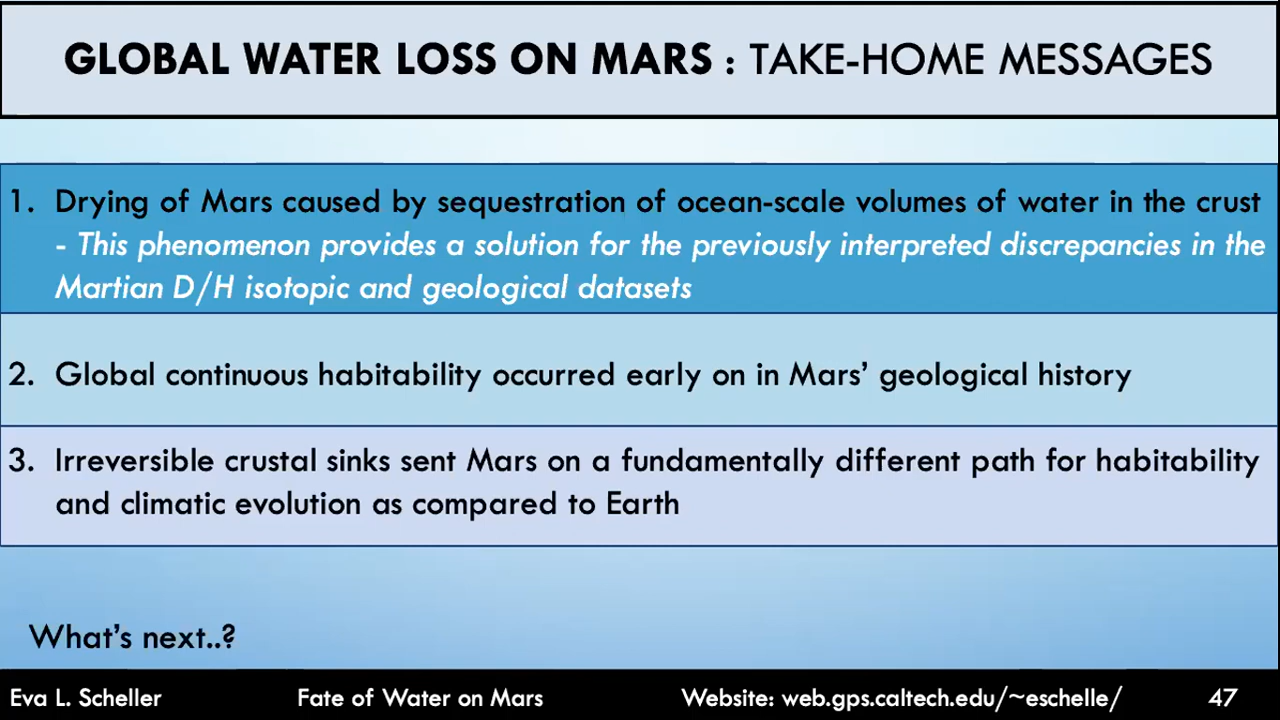 GLOBAL WATER LOSS ON MARS : TAKE-HOME MESSAGES
1. Drying of Mars caused by sequestration of ocean-scale volumes of water in the crust
- This phenomenon provides a solution for the previously interpreted discrepancies in the
Martian D/H isotopic and geological datasets
2. Global continuous habitability occurred early on in Mars’ geological history
3. Irreversible crustal sinks sent Mars on a fundamentally different path for habitability
and climatic evolution as compared to Earth
What’s next..?
Eva L. Scheller Fate of Water on Mars Website: web.gps.caltech.edu/~eschelle/ 47